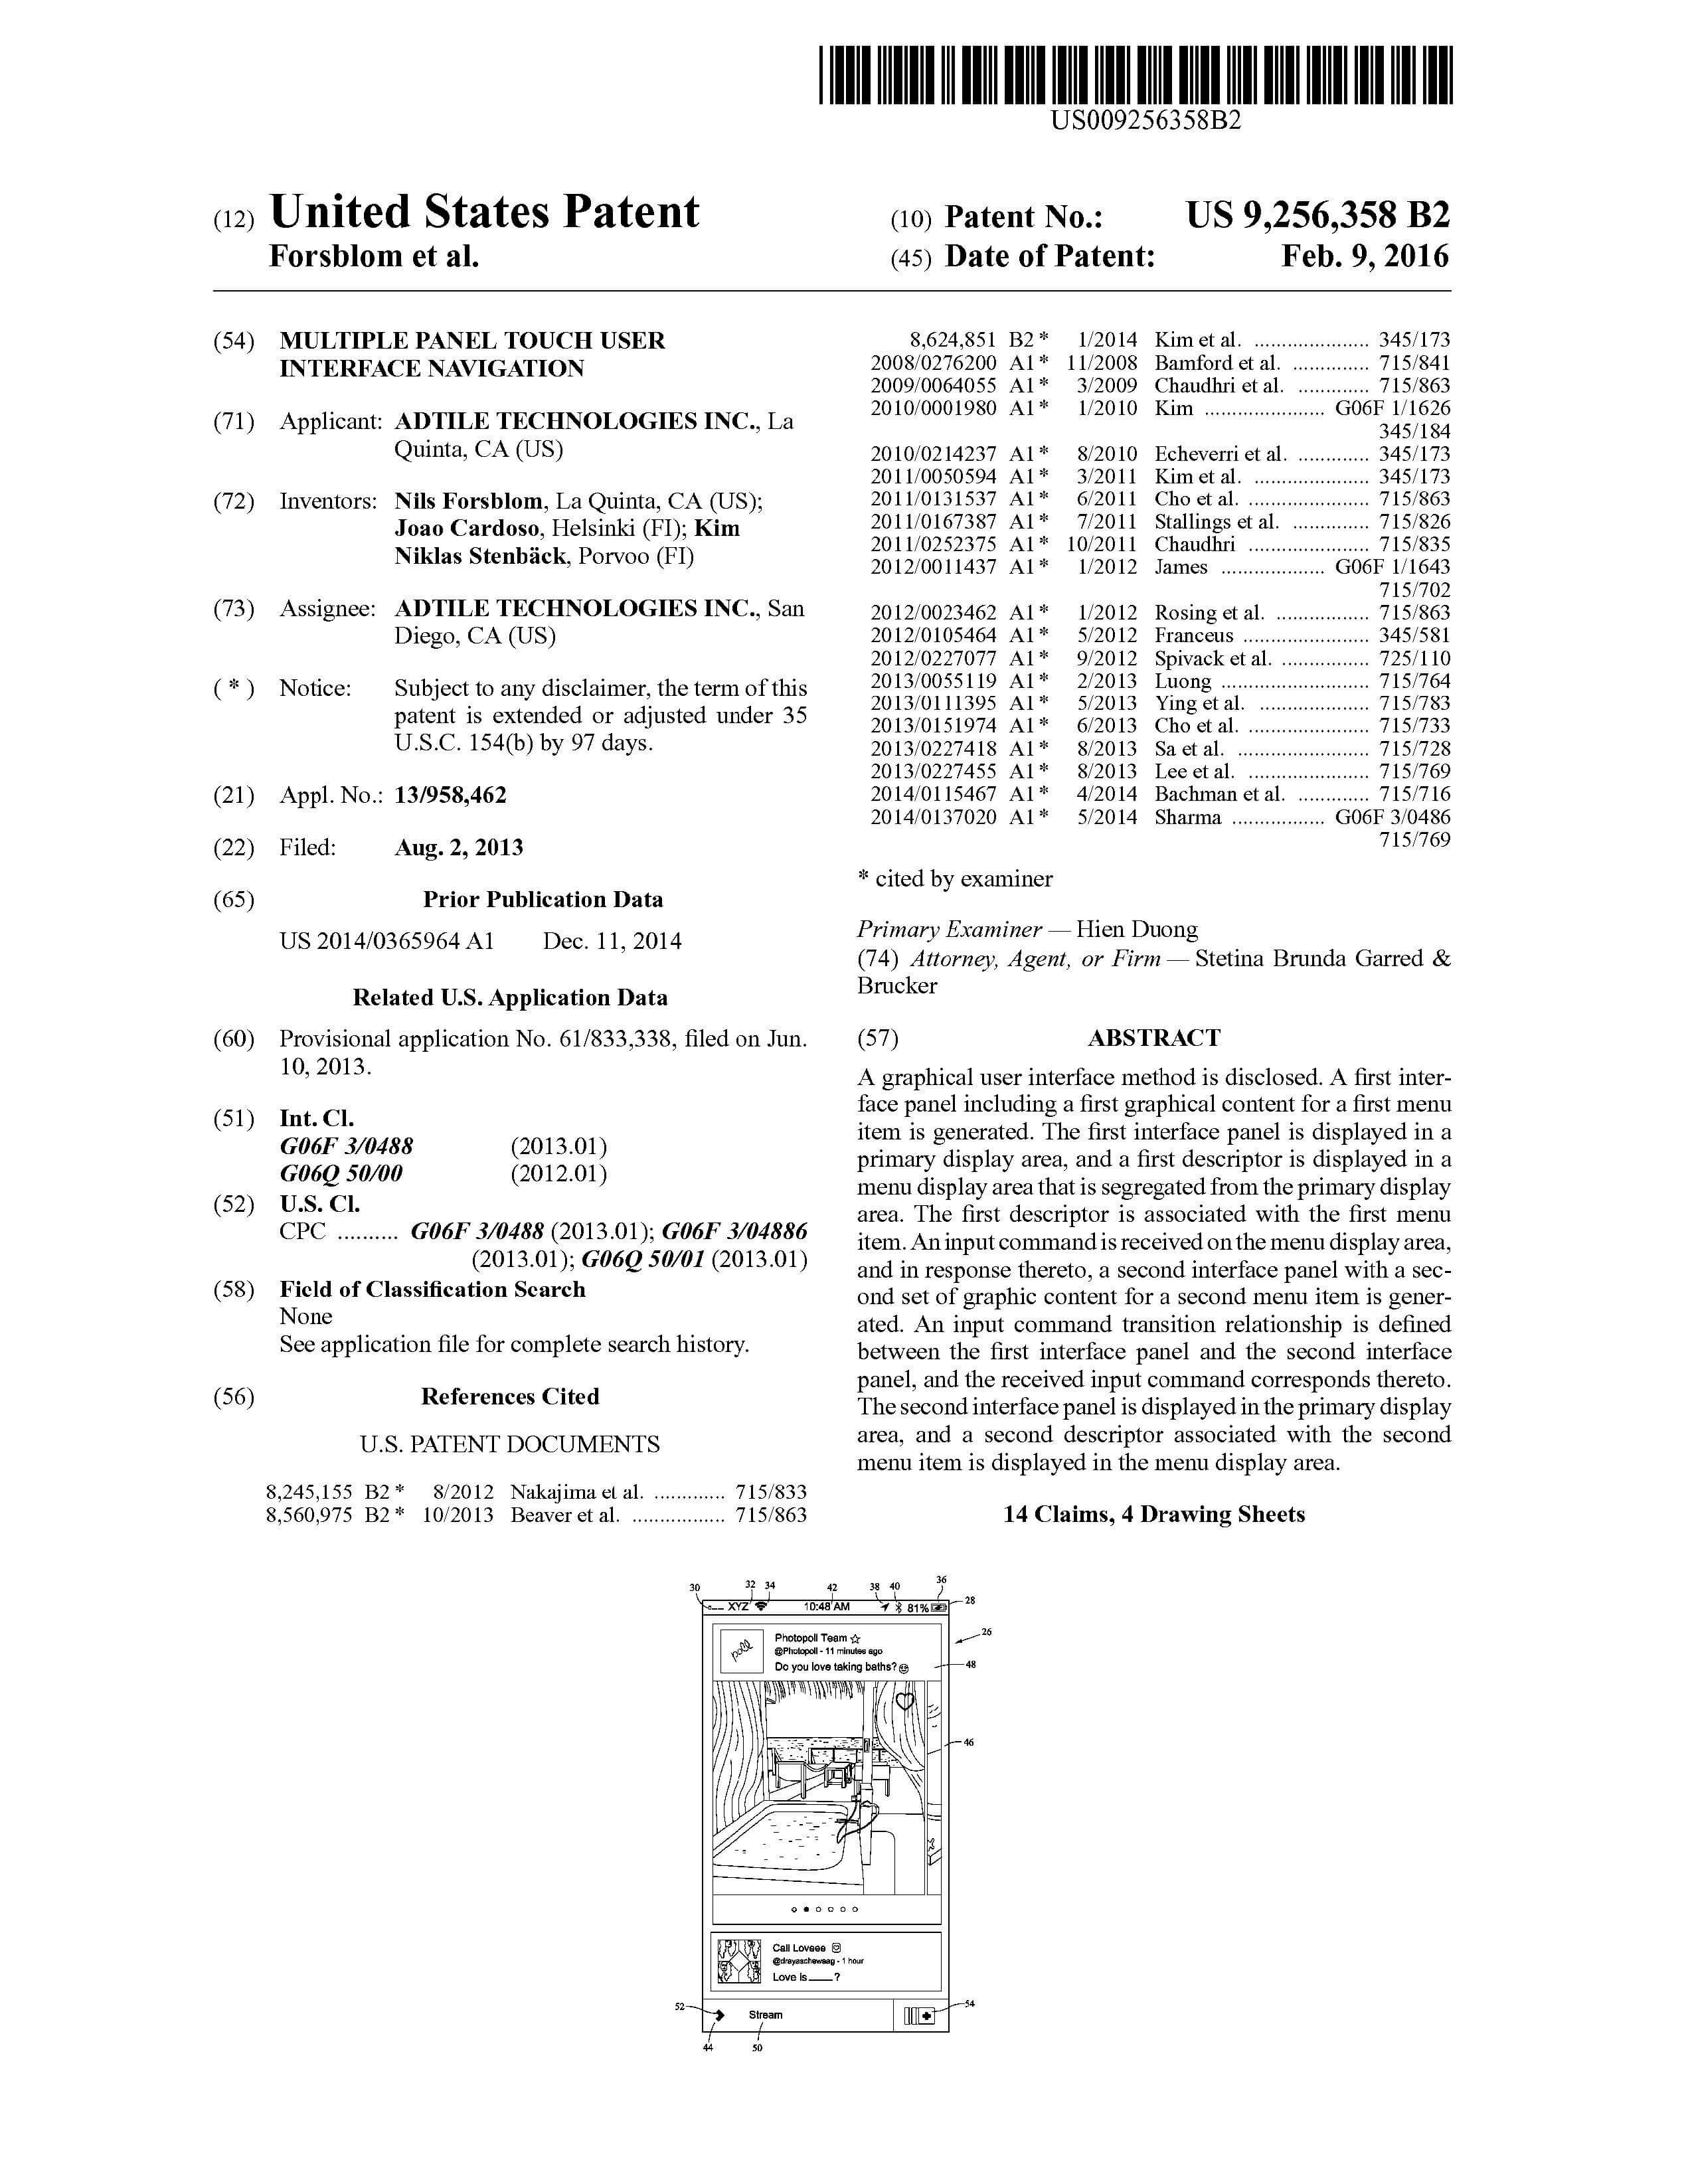 US009256358B2
(12) United States Patent
Forsblom et al.
(10) Patent No.: US 9,256,358 B2
(45) Date of Patent: Feb. 9, 2016
(54) MULTIPLE PANEL TOUCH USER
INTERFACE NAVIGATION
(71) Applicant: ADTILE TECHNOLOGIES INC., La
Quinta, CA (US)
(72) Inventors: Nils Forsblom, La Quinta, CA (US);
Joao Cardoso, Helsinki (FI); Kim
Niklas Stenbäck, Porvoo (FI)
(73) Assignee: ADTILE TECHNOLOGIES INC., San
Diego, CA (US)
( * ) Notice: Subject to any disclaimer, the term of this
patent is extended or adjusted under 35
U.S.C. 154(b) by 97 days.
(21) Appl. No.: 13/958,462
(22) Filed: Aug. 2, 2013
(65) Prior Publication Data
US 2014/0365964 A1 Dec. 11, 2014
Related U.S. Application Data
(60) Provisional application No. 61/833,338, filed on Jun.
10, 2013.
(51) Int. Cl.
G06F 3/0488 (2013.01)
G06Q 50/00 (2012.01)
(52) U.S. Cl.
CPC .......... G06F 3/0488 (2013.01); G06F 3/04886
(2013.01); G06Q 50/01 (2013.01)
(58) Field of Classification Search
None
See application file for complete search history.
(56) References Cited
U.S. PATENT DOCUMENTS
8,245,155 B2 * 8/2012 Nakajima et al. ............. 715/833
8,560,975 B2 * 10/2013 Beaver et al. ................. 715/863
8,624,851 B2 * 1/2014 Kim et al. ..................... 345/173
2008/0276200 A1 * 11/2008 Bamford et al. .............. 715/841
2009/0064055 A1 * 3/2009 Chaudhri et al. ............. 715/863
2010/0001980 A1 * 1/2010 Kim ...................... G06F 1/1626
345/184
2010/0214237 A1 * 8/2010 Echeverri et al. ............. 345/173
2011/0050594 A1 * 3/2011 Kim et al. ..................... 345/173
2011/0131537 A1 * 6/2011 Cho et al. ...................... 715/863
2011/0167387 A1 * 7/2011 Stallings et al. .............. 715/826
2011/0252375 A1 * 10/2011 Chaudhri ...................... 715/835
2012/0011437 A1 * 1/2012 James ................... G06F 1/1643
715/702
2012/0023462 A1 * 1/2012 Rosing et al. ................. 715/863
2012/0105464 A1 * 5/2012 Franceus ....................... 345/581
2012/0227077 A1 * 9/2012 Spivack et al. ................ 725/110
2013/0055119 A1 * 2/2013 Luong ........................... 715/764
2013/0111395 A1 * 5/2013 Ying et al. .................... 715/783
2013/0151974 A1 * 6/2013 Cho et al. ...................... 715/733
2013/0227418 A1 * 8/2013 Sa et al. ........................ 715/728
2013/0227455 A1 * 8/2013 Lee et al. ...................... 715/769
2014/0115467 A1 * 4/2014 Bachman et al. ............. 715/716
2014/0137020 A1 * 5/2014 Sharma ................. G06F 3/0486
715/769
* cited by examiner
Primary Examiner — Hien Duong
(74) Attorney, Agent, or Firm — Stetina Brunda Garred &
Brucker
(57) ABSTRACT
A graphical user interface method is disclosed. A first inter-
face panel including a first graphical content for a first menu
item is generated. The first interface panel is displayed in a
primary display area, and a first descriptor is displayed in a
menu display area that is segregated from the primary display
area. The first descriptor is associated with the first menu
item. An input command is received on the menu display area,
and in response thereto, a second interface panel with a sec-
ond set of graphic content for a second menu item is gener-
ated. An input command transition relationship is defined
between the first interface panel and the second interface
panel, and the received input command corresponds thereto.
The second interface panel is displayed in the primary display
area, and a second descriptor associated with the second
menu item is displayed in the menu display area.
14 Claims, 4 Drawing Sheets
30 32 34 42 38 40 36
XYZ 10:48 AM 81% 28
26
Photopoll Team
poll @Photopoll - 11 minutes ago
Do you love taking baths? 48
46
Call Lovese
@drayaschewaag - 1 hour
Love is ____ ?
52 Stream 54
44 50